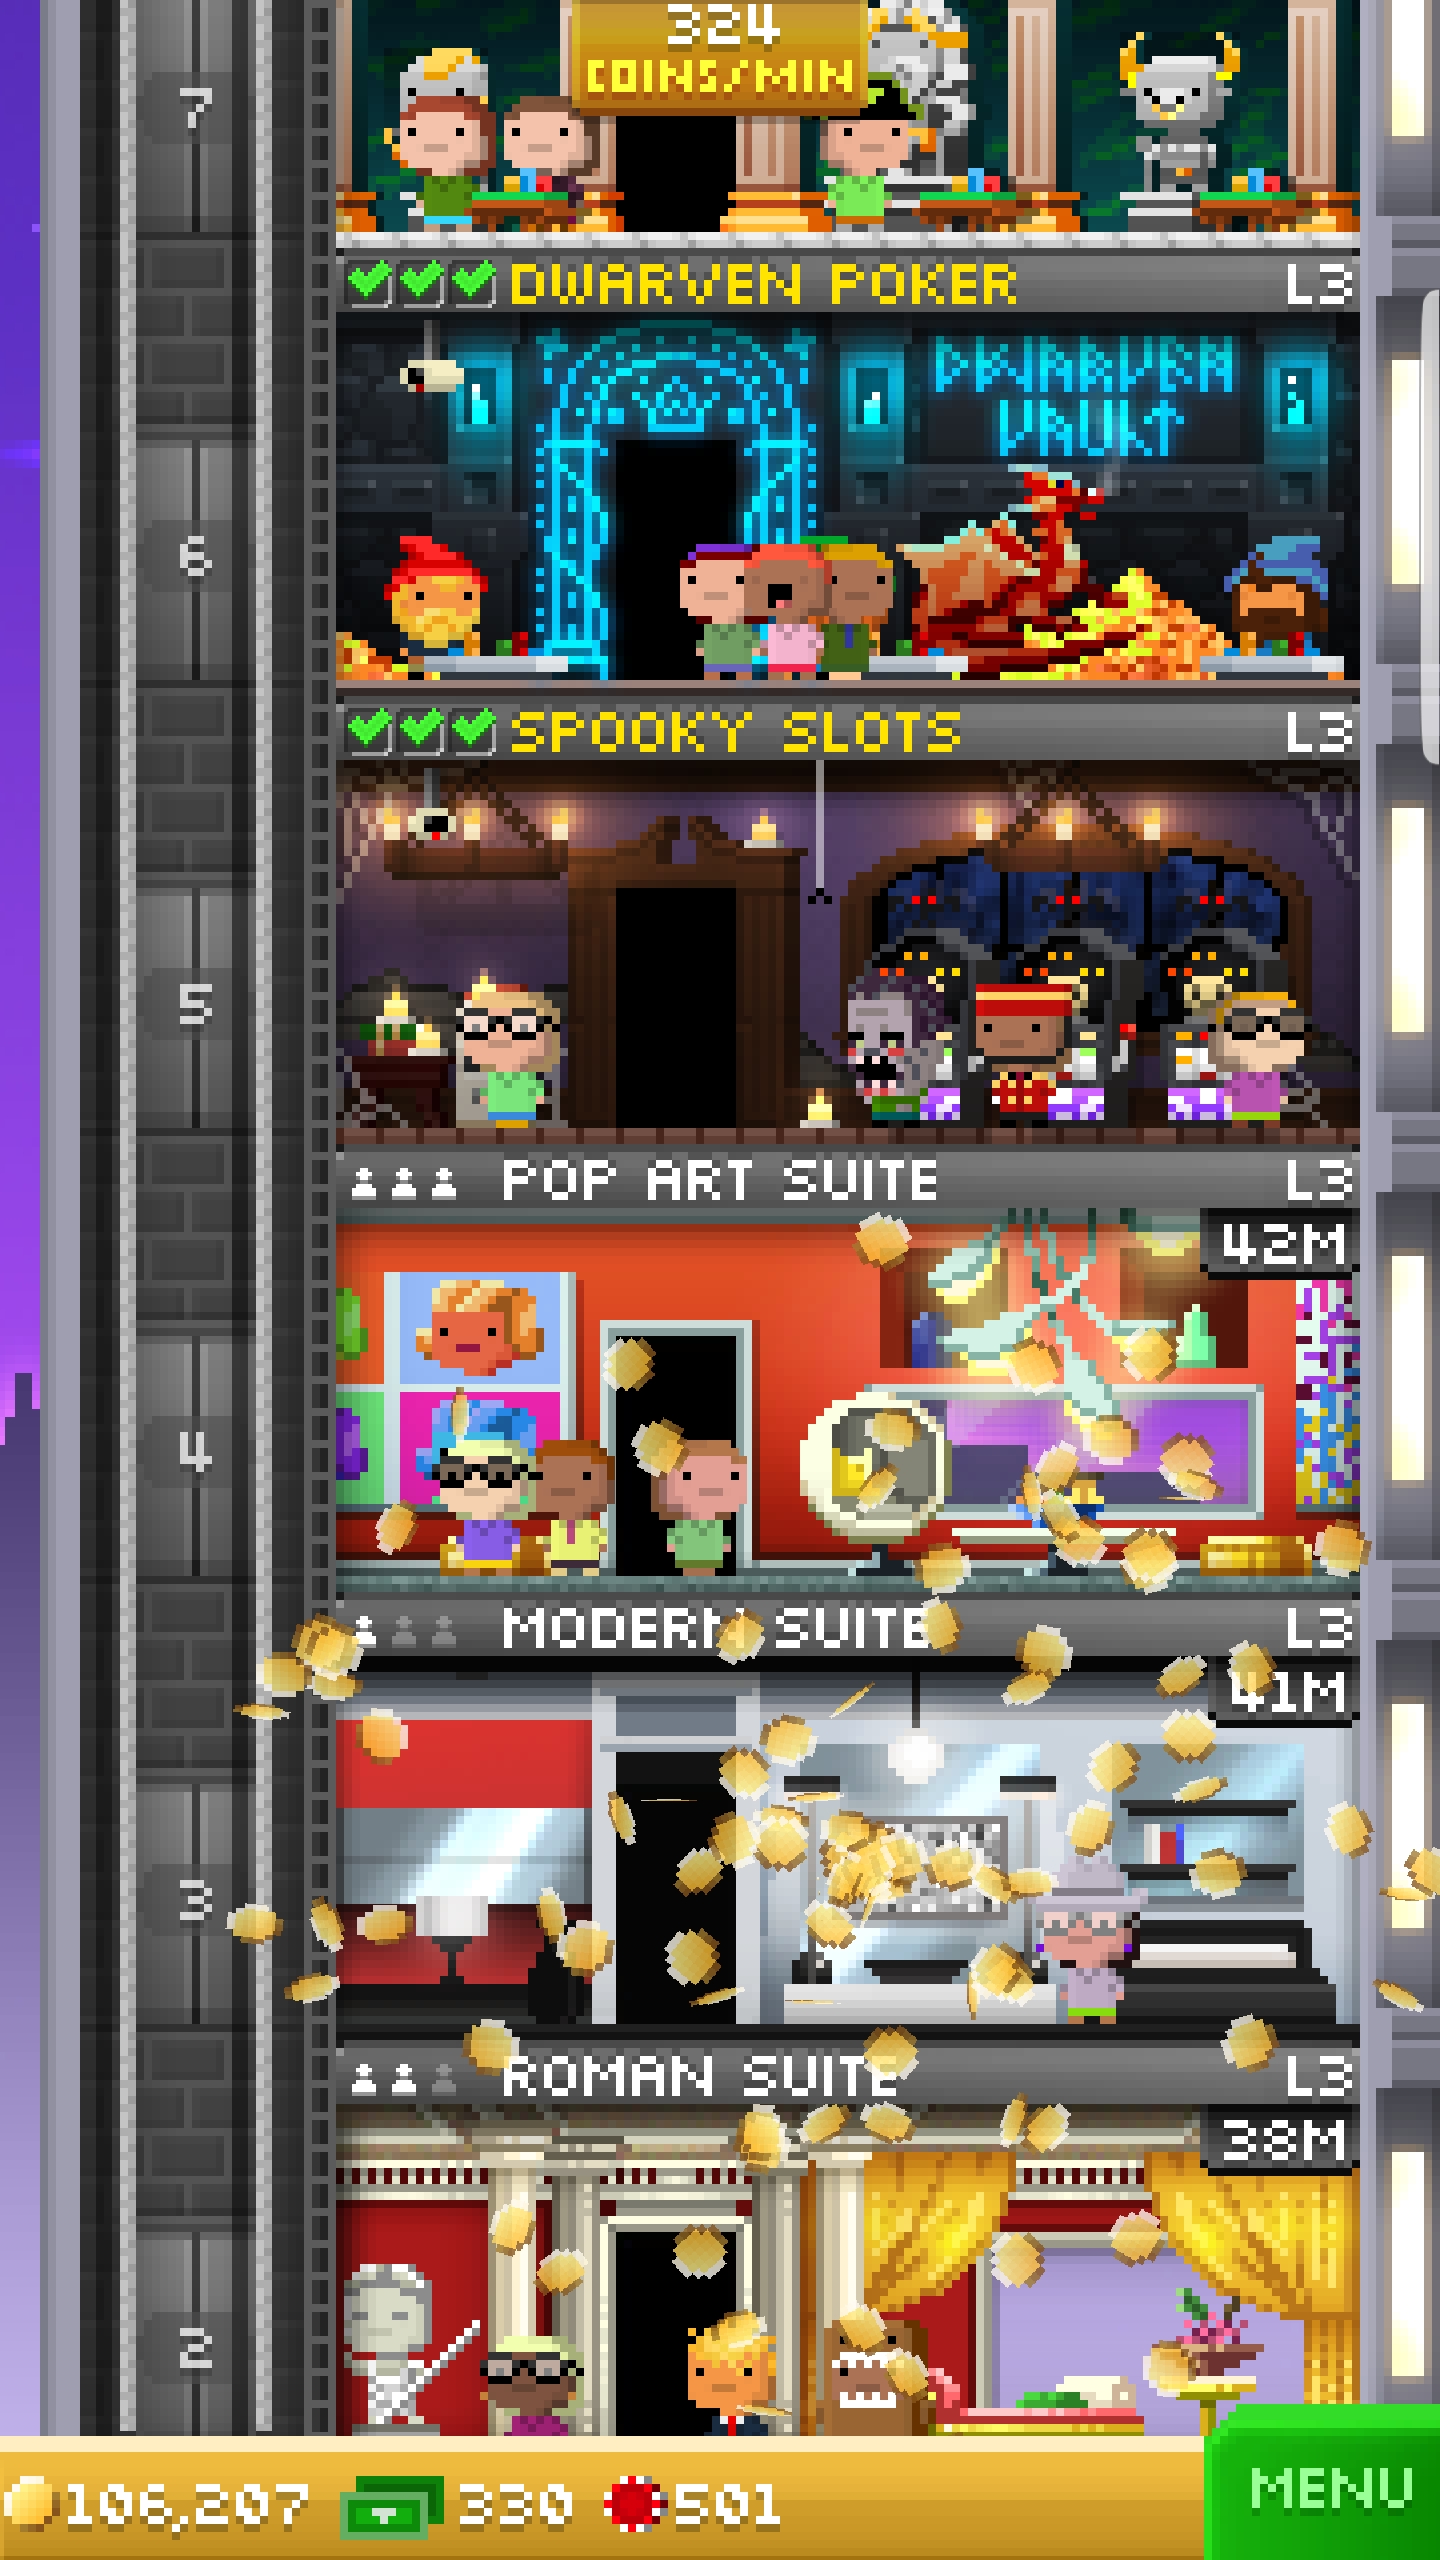 324
COINS/MIN
7
DWARVEN POKER L3
DWARVEN
VAULT
6
SPOOKY SLOTS L3
5
POP ART SUITE L3
42M
4
MODERN SUITE L3
41M
3
ROMAN SUITE L3
38M
2
106,207 330 501
MENU